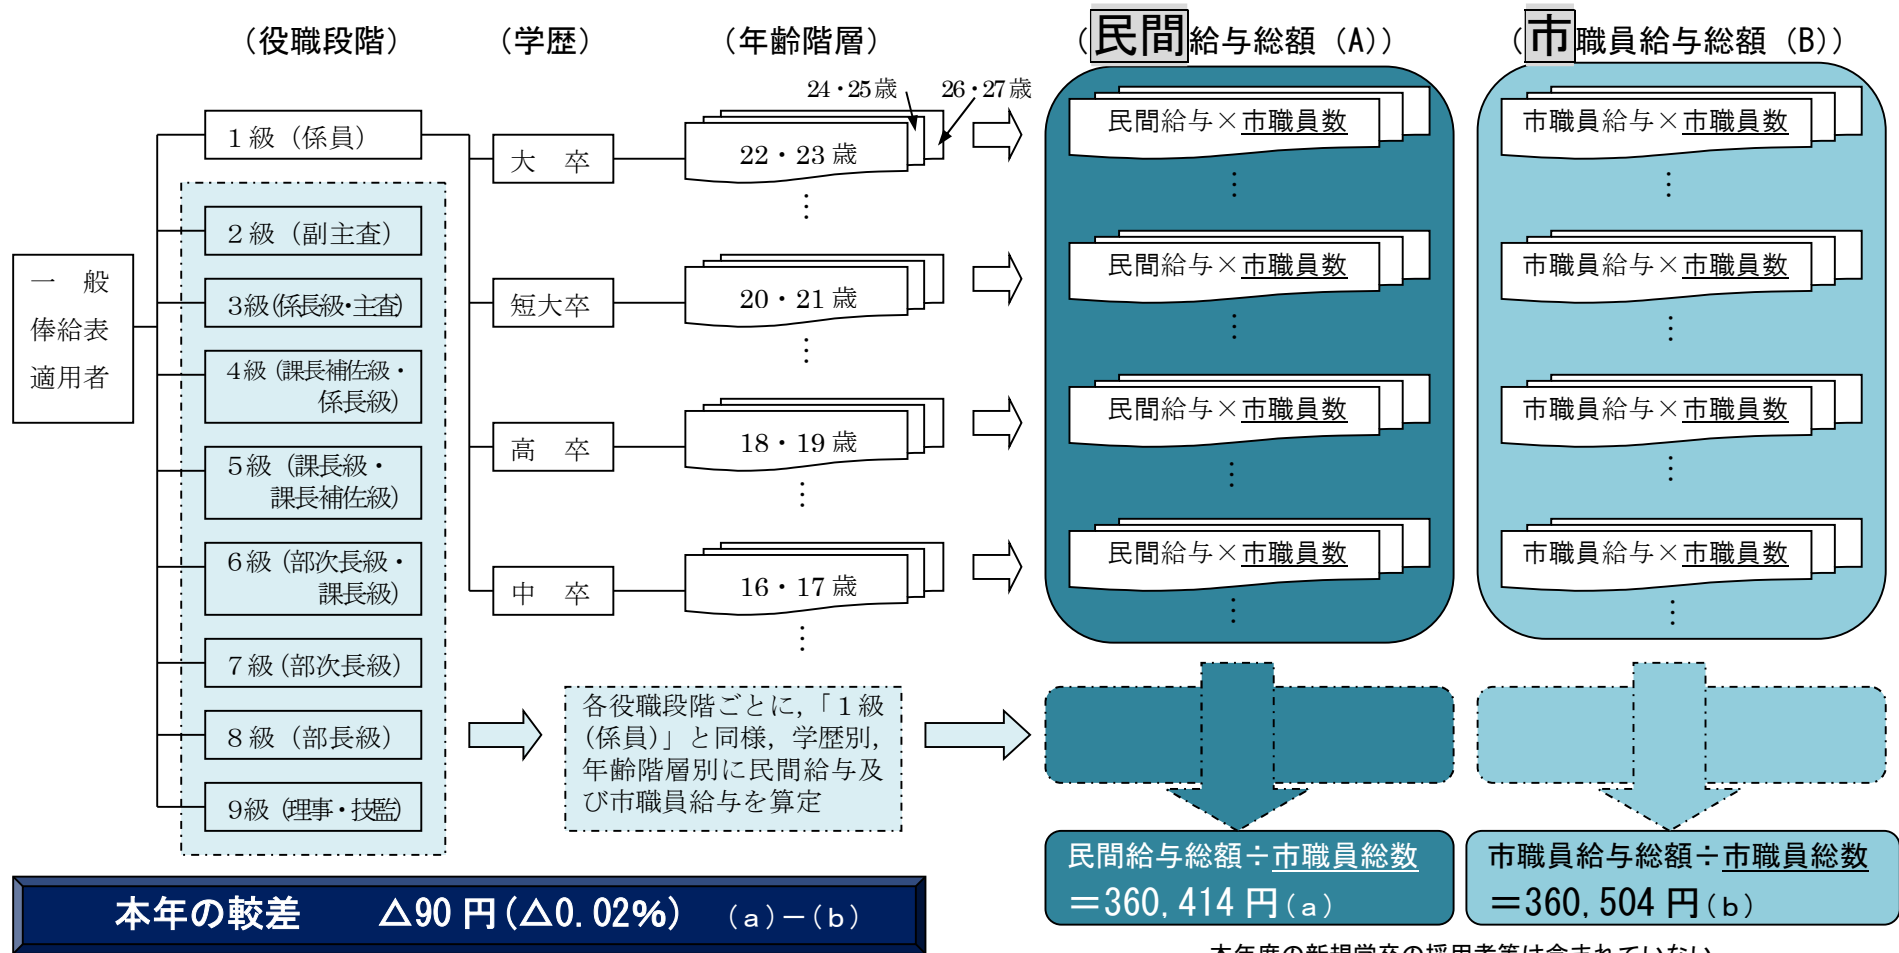 （役職段階）
（学歴）
（年齢階層）
（民間給与総額（A））
（市職員給与総額（B））
24・25歳
26・27歳
一　般
俸給表
適用者
１級（係員）
２級（副主査）
3級（係長級・主査）
４級（課長補佐級・
係長級）
５級（課長級・
課長補佐級）
６級（部次長級・
課長級）
７級（部次長級）
８級（部長級）
9級（理事・技監）
大　卒
22・23歳
⋮
民間給与×市職員数
⋮
市職員給与×市職員数
⋮
短大卒
20・21歳
⋮
民間給与×市職員数
⋮
市職員給与×市職員数
⋮
高　卒
18・19歳
⋮
民間給与×市職員数
⋮
市職員給与×市職員数
⋮
中　卒
16・17歳
⋮
民間給与×市職員数
⋮
市職員給与×市職員数
⋮
各役職段階ごとに，「１級
（係員）」と同様，学歴別，
年齢階層別に民間給与及
び市職員給与を算定
民間給与総額÷市職員総数
＝360,414円（ａ）
市職員給与総額÷市職員総数
＝360,504円（ｂ）
本年の較差　△90円(△0.02%)　（ａ）－（ｂ）